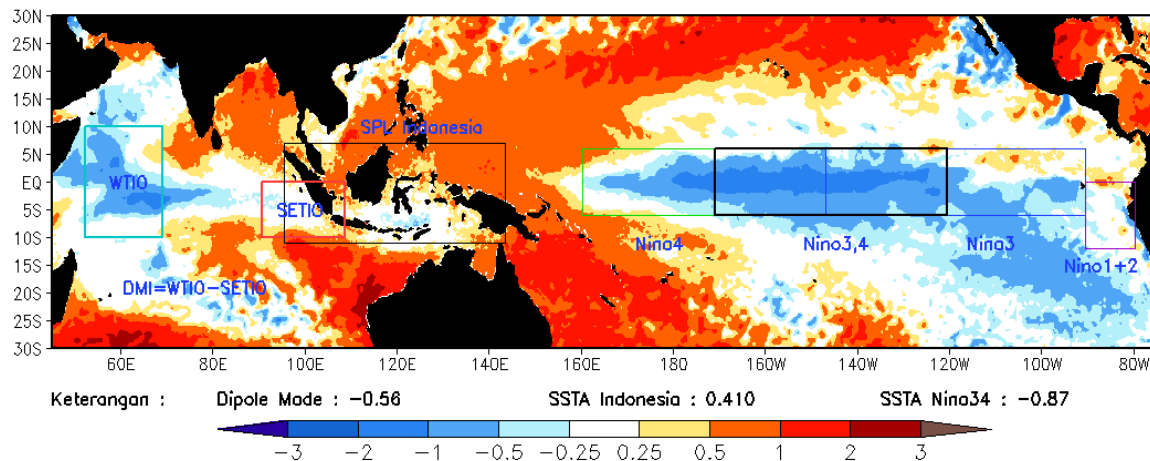 30N
25N
20N
15N
10N
5N
EQ
5S
10S
15S
20S
25S
30S
SPL Indonesia
WTIO
SETIO
Nina4
Nino3,4
Nina3
Nino1+2
DMI=WTIO-SETIO
60E 80E 100E 120E 140E 160E 180 160W 140W 120W 100W 80W
Keterangan : Dipole Mode : -0.56 SSTA Indonesia : 0.410 SSTA Nina34 : -0.87
-3 -2 -1 -0.5 -0.25 0.25 0.5 1 2 3